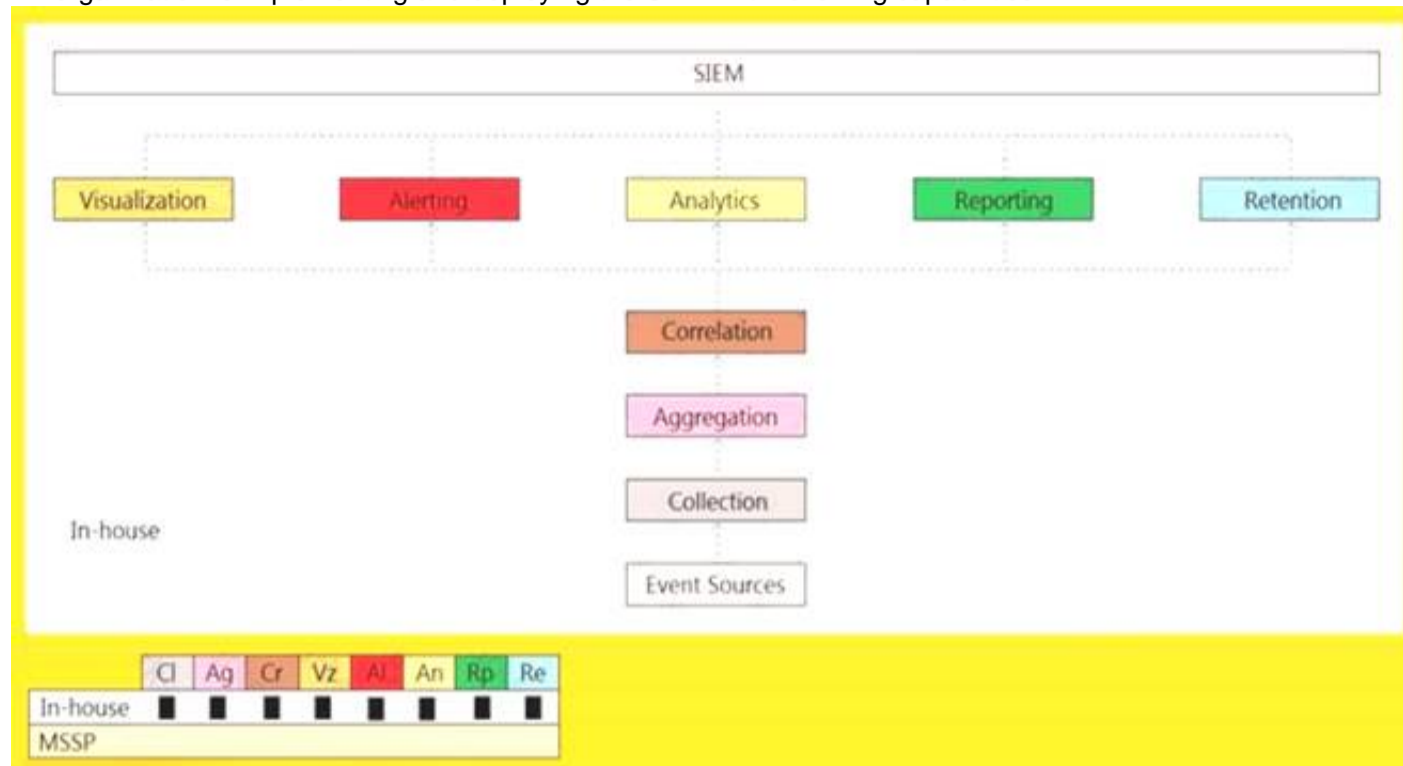 SIEM
Visualization Alerting Analytics Reporting Retention
Correlation
Aggregation
Collection
In-house
Event Sources
Cl Ag Cr Vz Al An Rp Re
In-house
MSSP